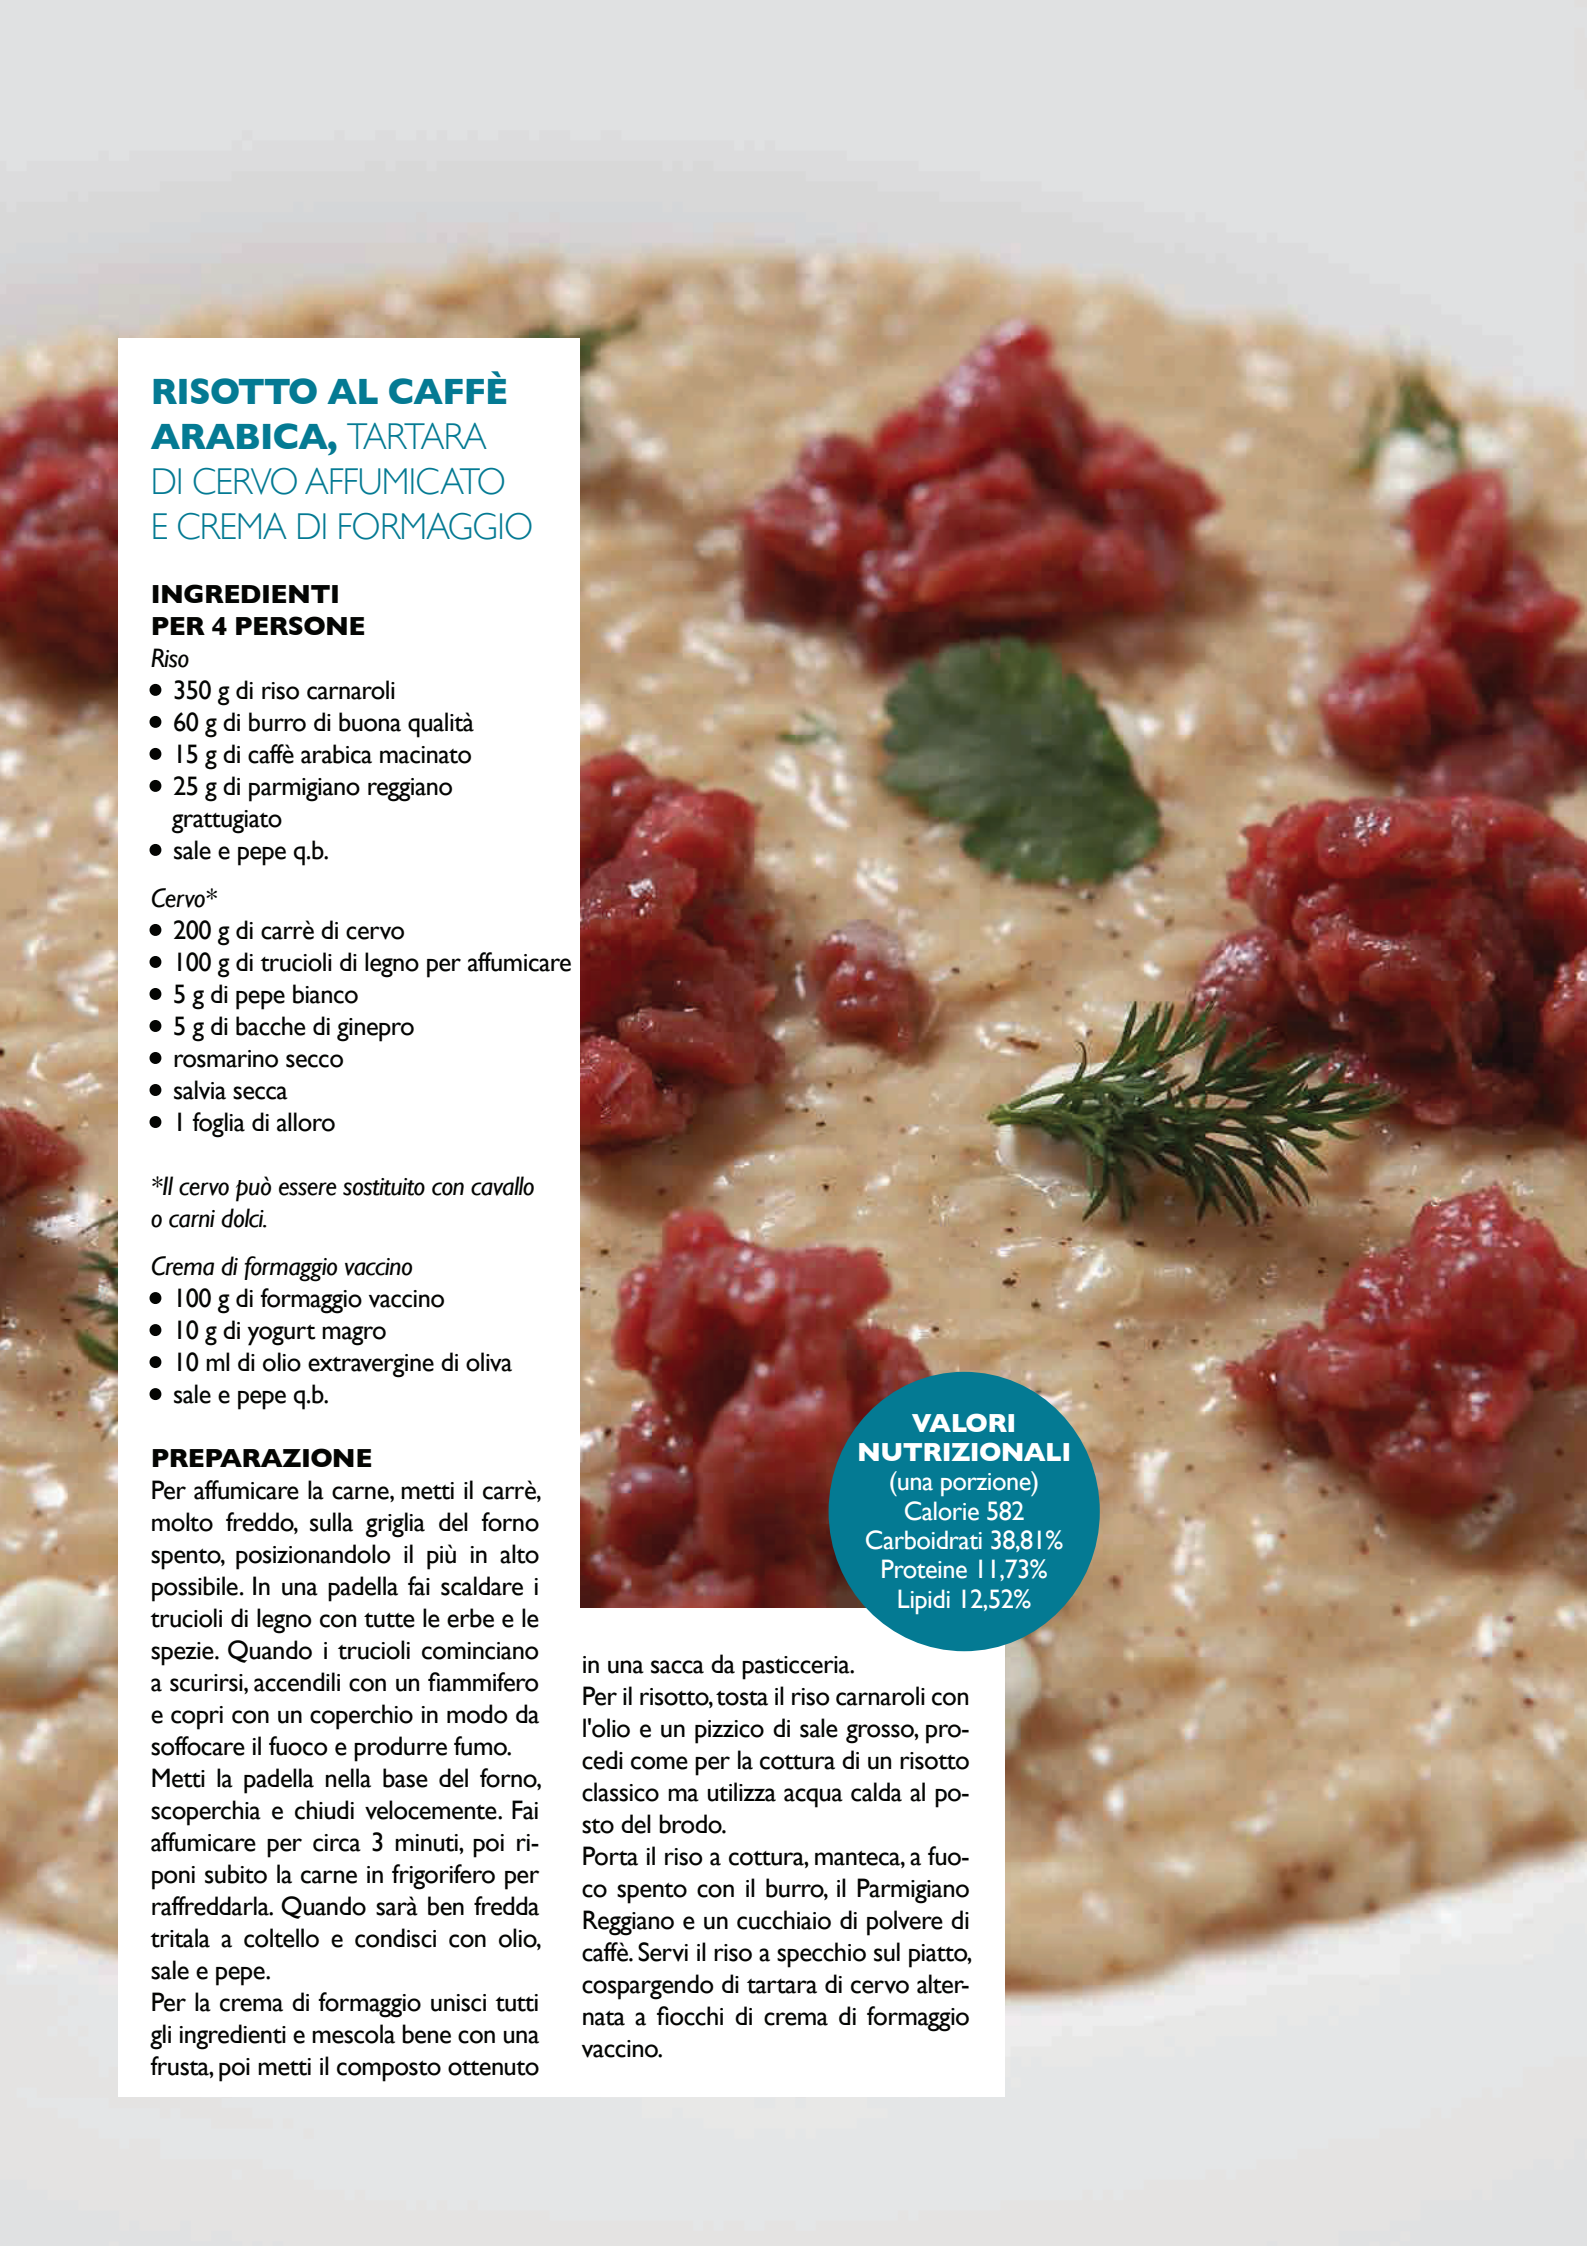 RISOTTO AL CAFFÈ
ARABICA, TARTARA
DI CERVO AFFUMICATO
E CREMA DI FORMAGGIO
INGREDIENTI
PER 4 PERSONE
Riso
● 350 g di riso carnaroli
● 60 g di burro di buona qualità
● 15 g di caffè arabica macinato
● 25 g di parmigiano reggiano
grattugiato
● sale e pepe q.b.
Cervo*
● 200 g di carrè di cervo
● 100 g di trucioli di legno per affumicare
● 5 g di pepe bianco
● 5 g di bacche di ginepro
● rosmarino secco
● salvia secca
● 1 foglia di alloro
*Il cervo può essere sostituito con cavallo
o carni dolci.
Crema di formaggio vaccino
● 100 g di formaggio vaccino
● 10 g di yogurt magro
● 10 ml di olio extravergine di oliva
● sale e pepe q.b.
PREPARAZIONE
Per affumicare la carne, metti il carrè,
molto freddo, sulla griglia del forno
spento, posizionandolo il più in alto
possibile. In una padella fai scaldare i
trucioli di legno con tutte le erbe e le
spezie. Quando i trucioli cominciano
a scurirsi, accendili con un fiammifero
e copri con un coperchio in modo da
soffocare il fuoco e produrre fumo.
Metti la padella nella base del forno,
scoperchia e chiudi velocemente. Fai
affumicare per circa 3 minuti, poi ri-
poni subito la carne in frigorifero per
raffreddarla. Quando sarà ben fredda
tritala a coltello e condisci con olio,
sale e pepe.
Per la crema di formaggio unisci tutti
gli ingredienti e mescola bene con una
frusta, poi metti il composto ottenuto
in una sacca da pasticceria.
Per il risotto, tosta il riso carnaroli con
l'olio e un pizzico di sale grosso, pro-
cedi come per la cottura di un risotto
classico ma utilizza acqua calda al po-
sto del brodo.
Porta il riso a cottura, manteca, a fuo-
co spento con il burro, il Parmigiano
Reggiano e un cucchiaio di polvere di
caffè. Servi il riso a specchio sul piatto,
cospargendo di tartara di cervo alter-
nata a fiocchi di crema di formaggio
vaccino.
VALORI
NUTRIZIONALI
(una porzione)
Calorie 582
Carboidrati 38,81%
Proteine 11,73%
Lipidi 12,52%